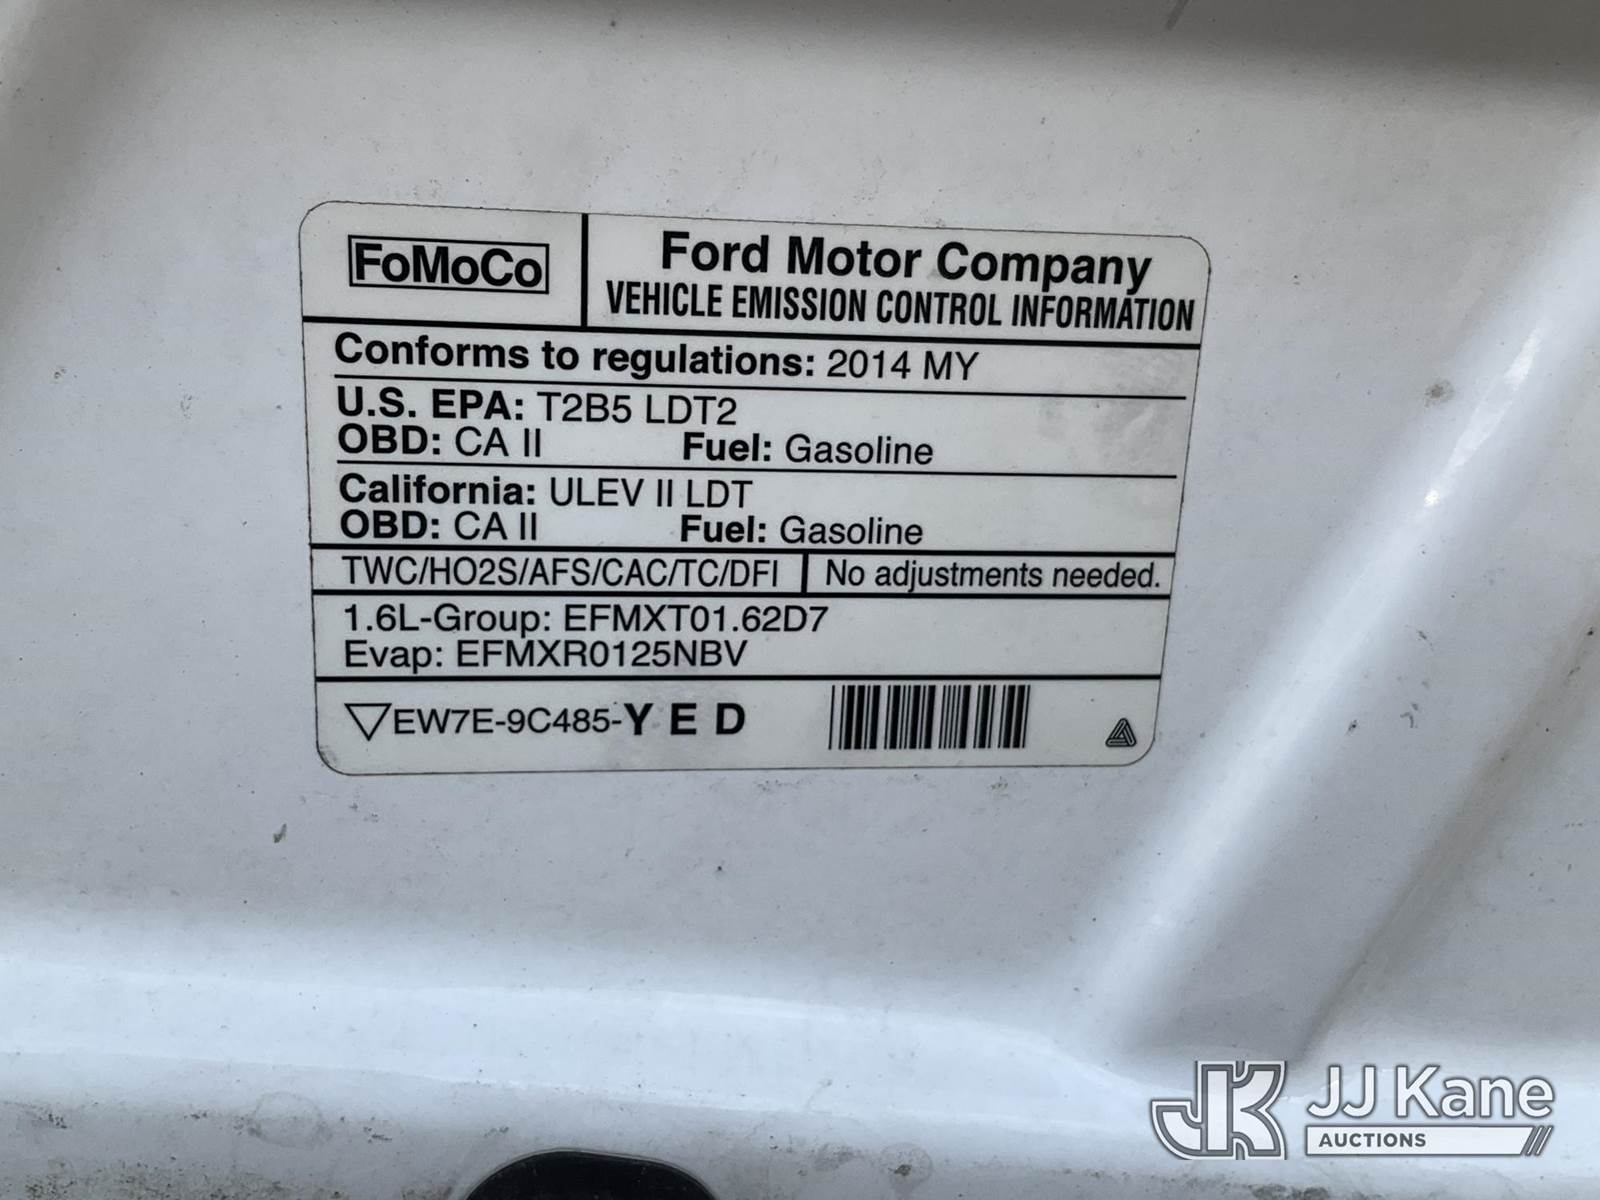 FoMoCo
Ford Motor Company
VEHICLE EMISSION CONTROL INFORMATION
Conforms to regulations: 2014 MY
U.S. EPA: T2B5 LDT2
OBD: CA II Fuel: Gasoline
California: ULEV II LDT
OBD: CA II Fuel: Gasoline
TWC/HO2S/AFS/CAC/TC/DFI No adjustments needed.
1.6L-Group: EFMXT01.62D7
Evap: EFMXR0125NBV
EW7E-9C485-YED
JK JJ Kane
AUCTIONS